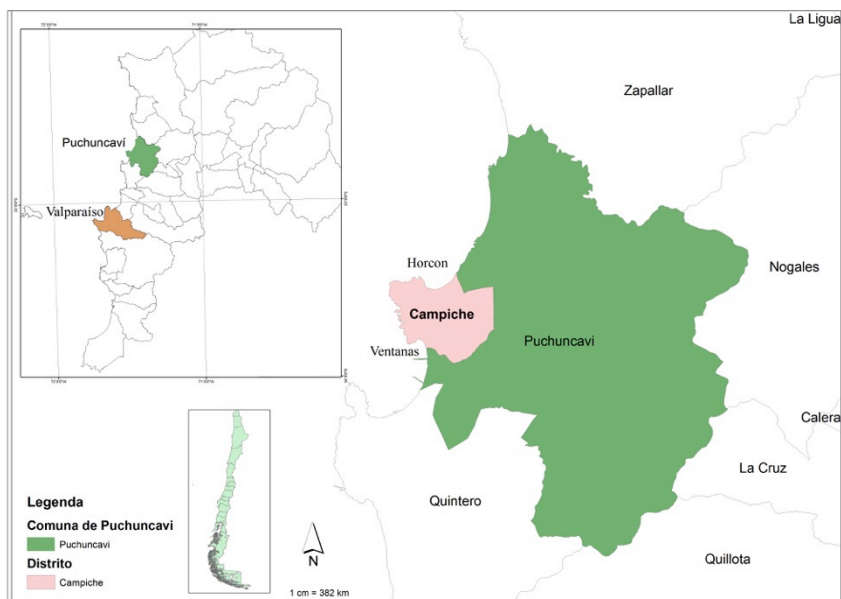 La Ligua
Zapallar
Puchuncaví
Valparaíso
Horcon
Nogales
Campiche
Puchuncavi
Ventanas
Calera
La Cruz
Quintero
Quillota
Legenda
Comuna de Puchuncavi
Puchuncavi
Distrito
Campiche
N
1 cm = 382 km